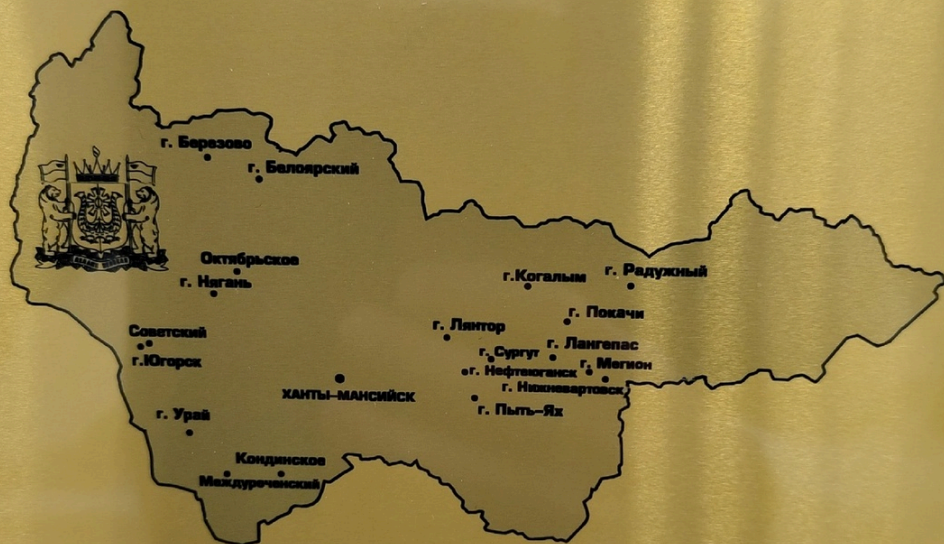 г. Березово
г. Белоярский
Октябрьское
г. Нягань
г.Когалым
г. Радужный
г. Покачи
Советский
г. Лянтор
г. Лангепас
г. Сургут
г.Югорск
г. Мегион
г. Нефтеюганск
г. Нижневартовск
ХАНТЫ-МАНСИЙСК
г. Пыть-Ях
г. Урай
Кондинское
Междуреченский